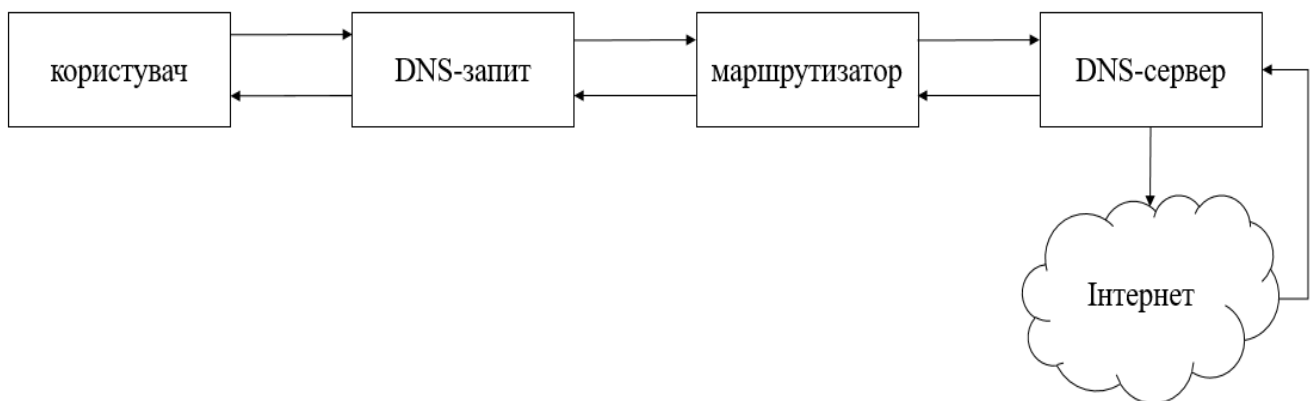 користувач
DNS-запит
маршрутизатор
DNS-сервер
Інтернет